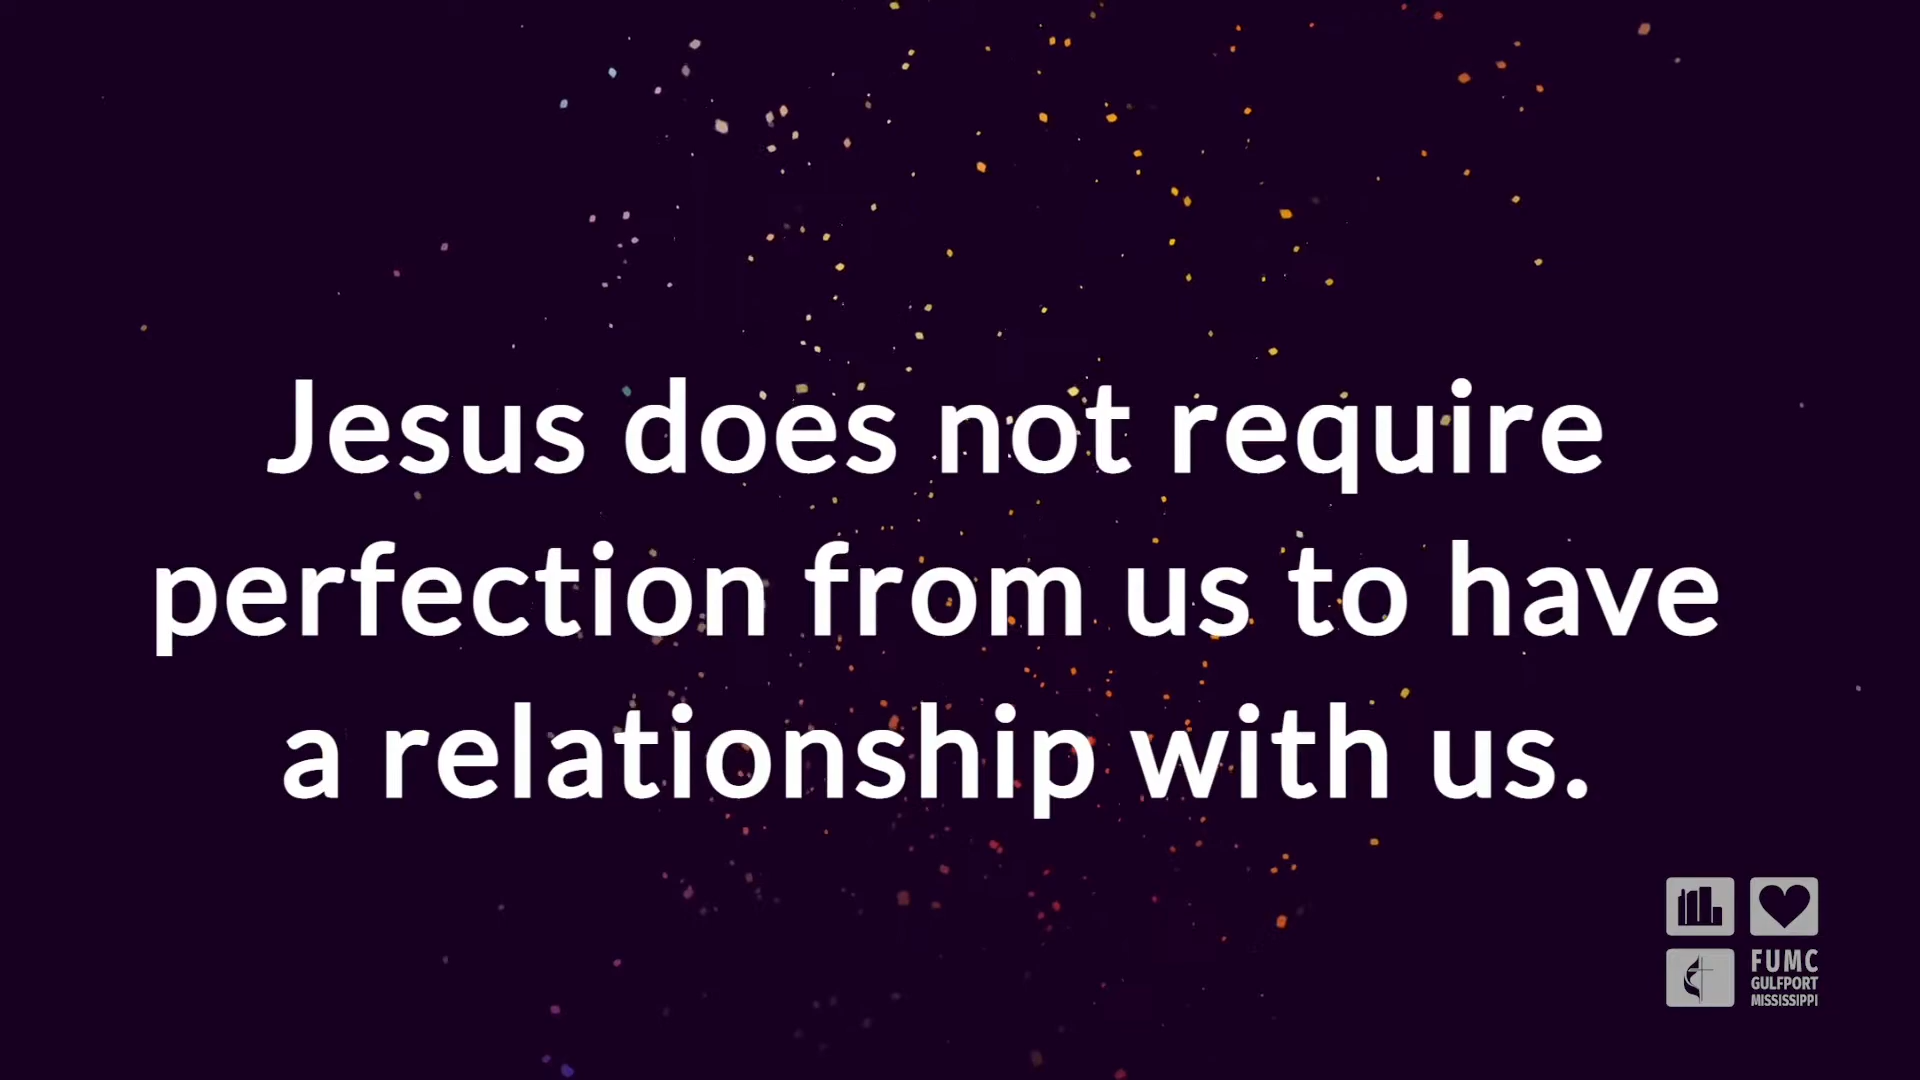 Jesus does not require
perfection from us to have
a relationship with us.
FUMC
GULFPORT
MISSISSIPPI